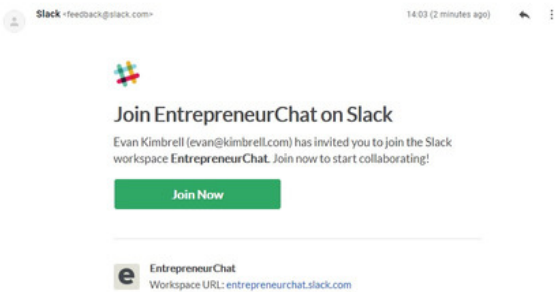 Slack <feedback@slack.com> 14:03 (2 minutes ago)
Join EntrepreneurChat on Slack
Evan Kimbrell (evan@kimbrell.com) has invited you to join the Slack
workspace EntrepreneurChat. Join now to start collaborating!
Join Now
e EntrepreneurChat
Workspace URL: entrepreneurchat.slack.com